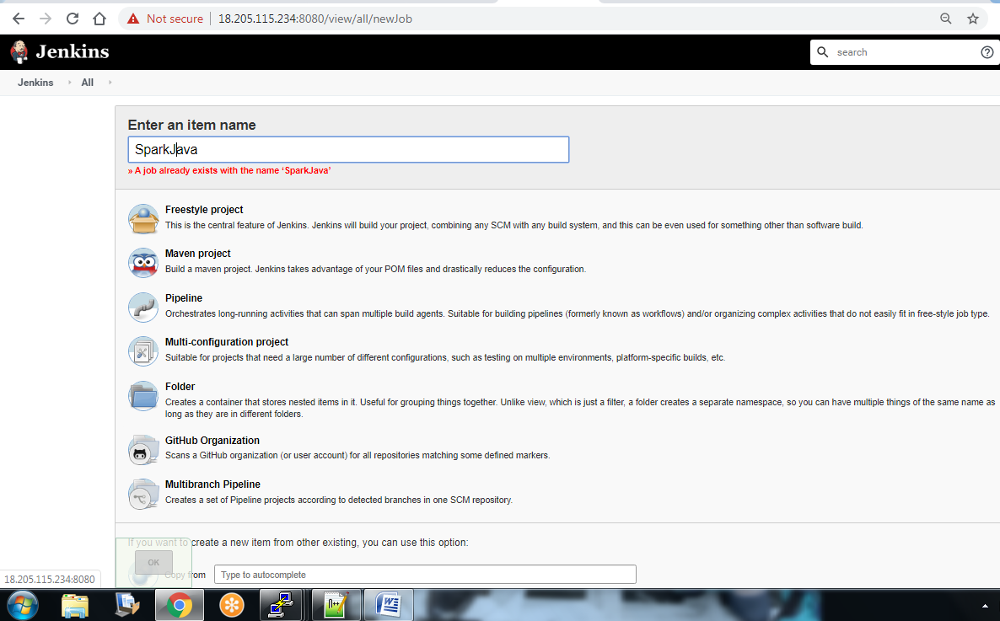 Not secure | 18.205.115.234:8080/view/all/newJob
Jenkins
search
Jenkins All
Enter an item name
SparkJava
» A job already exists with the name ‘SparkJava’
Freestyle project
This is the central feature of Jenkins. Jenkins will build your project, combining any SCM with any build system, and this can be even used for something other than software build.
Maven project
Build a maven project. Jenkins takes advantage of your POM files and drastically reduces the configuration.
Pipeline
Orchestrates long-running activities that can span multiple build agents. Suitable for building pipelines (formerly known as workflows) and/or organizing complex activities that do not easily fit in free-style job type.
Multi-configuration project
Suitable for projects that need a large number of different configurations, such as testing on multiple environments, platform-specific builds, etc.
Folder
Creates a container that stores nested items in it. Useful for grouping things together. Unlike view, which is just a filter, a folder creates a separate namespace, so you can have multiple things of the same name as
long as they are in different folders.
GitHub Organization
Scans a GitHub organization (or user account) for all repositories matching some defined markers.
Multibranch Pipeline
Creates a set of Pipeline projects according to detected branches in one SCM repository.
If you want to create a new item from other existing, you can use this option:
OK
Copy from Type to autocomplete
18.205.115.234:8080